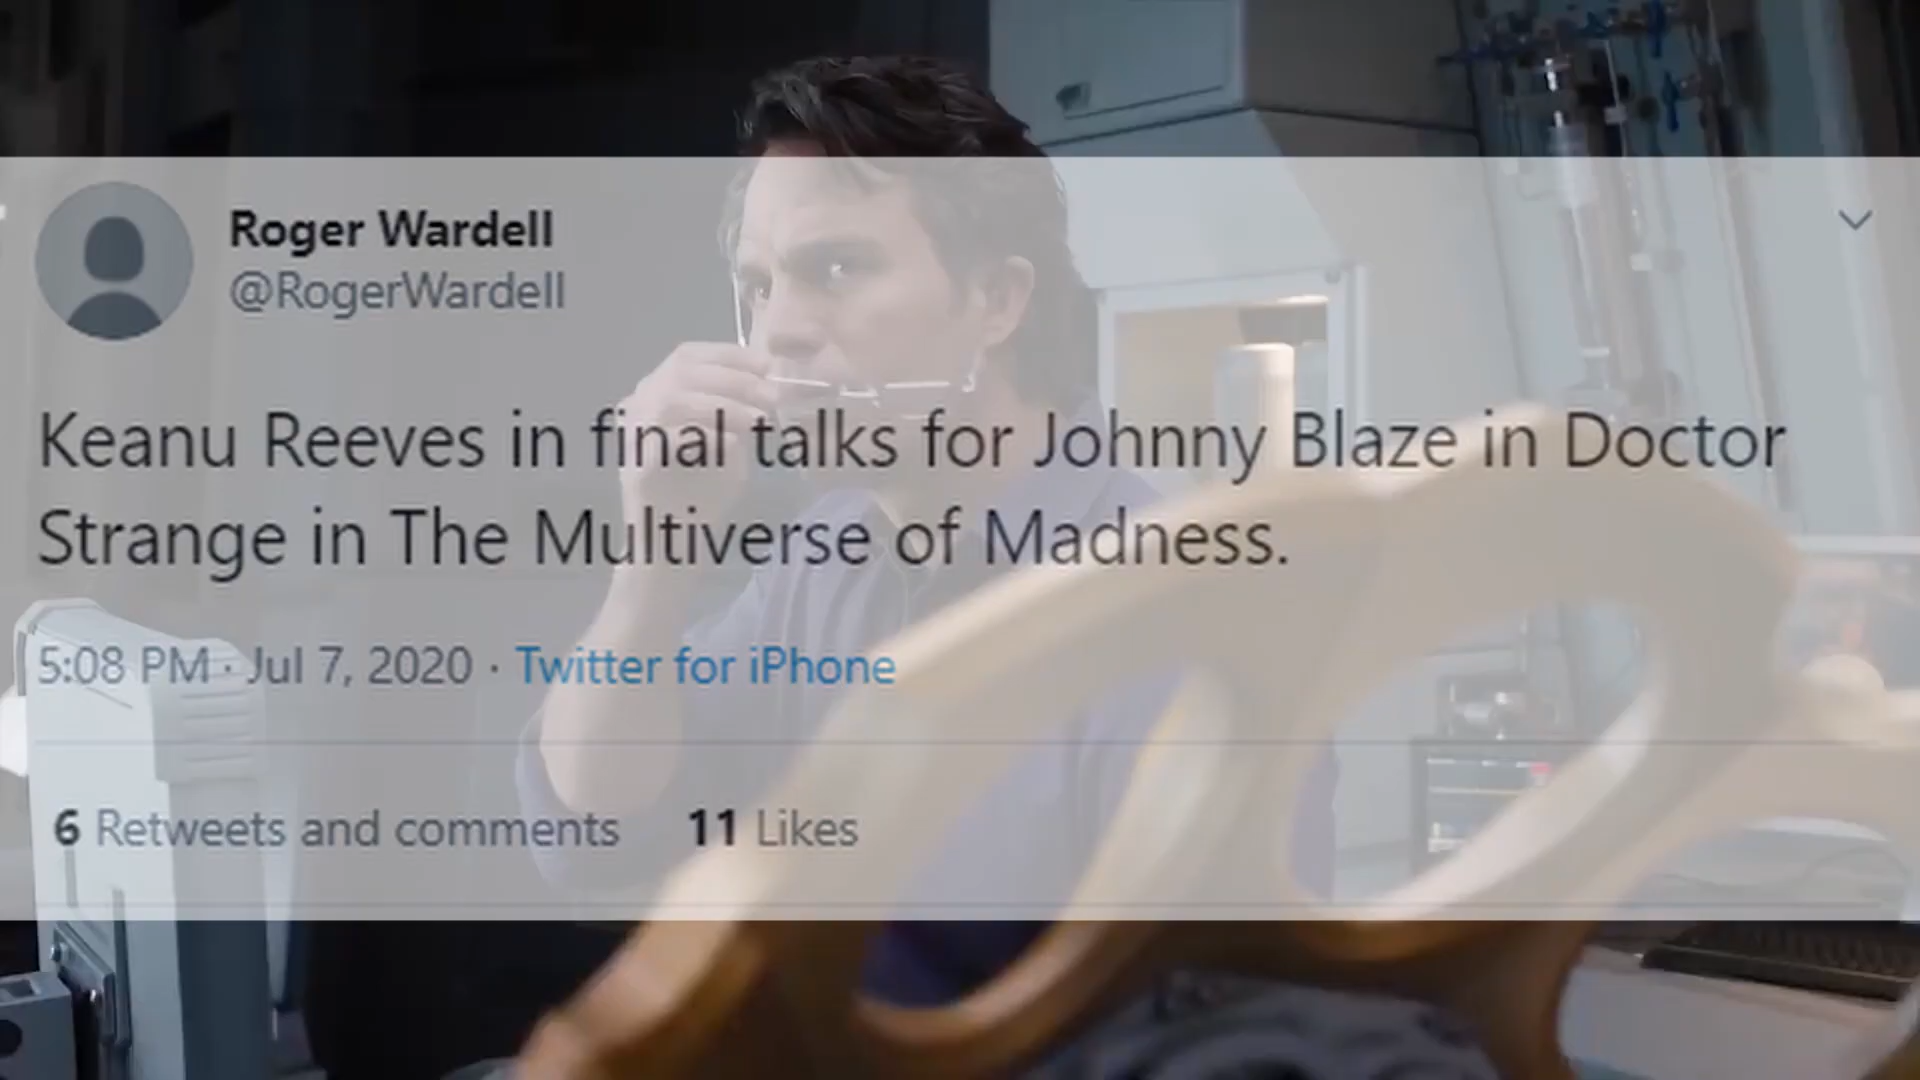 Roger Wardell
@RogerWardell
Keanu Reeves in final talks for Johnny Blaze in Doctor
Strange in The Multiverse of Madness.
5:08 PM · Jul 7, 2020 · Twitter for iPhone
6 Retweets and comments 11 Likes